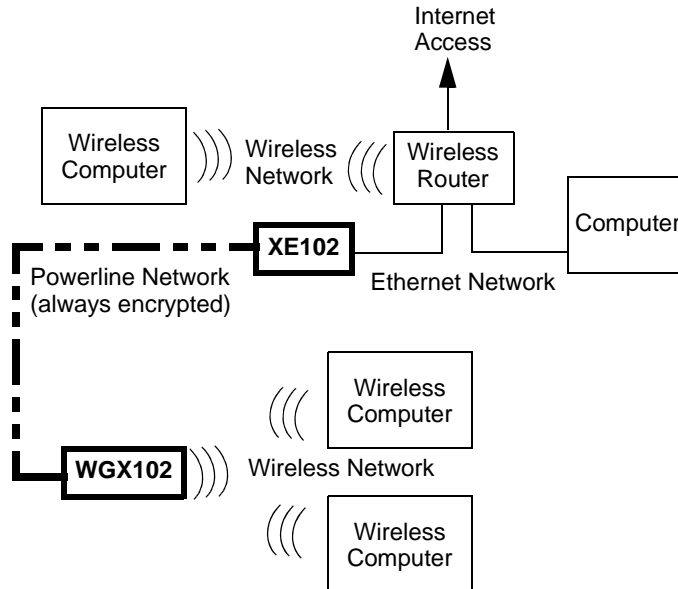 Internet
Access
Wireless
Computer
Wireless
Network
Wireless
Router
Computer
XE102
Powerline Network
(always encrypted)
Ethernet Network
Wireless
Computer
WGX102
Wireless Network
Wireless
Computer